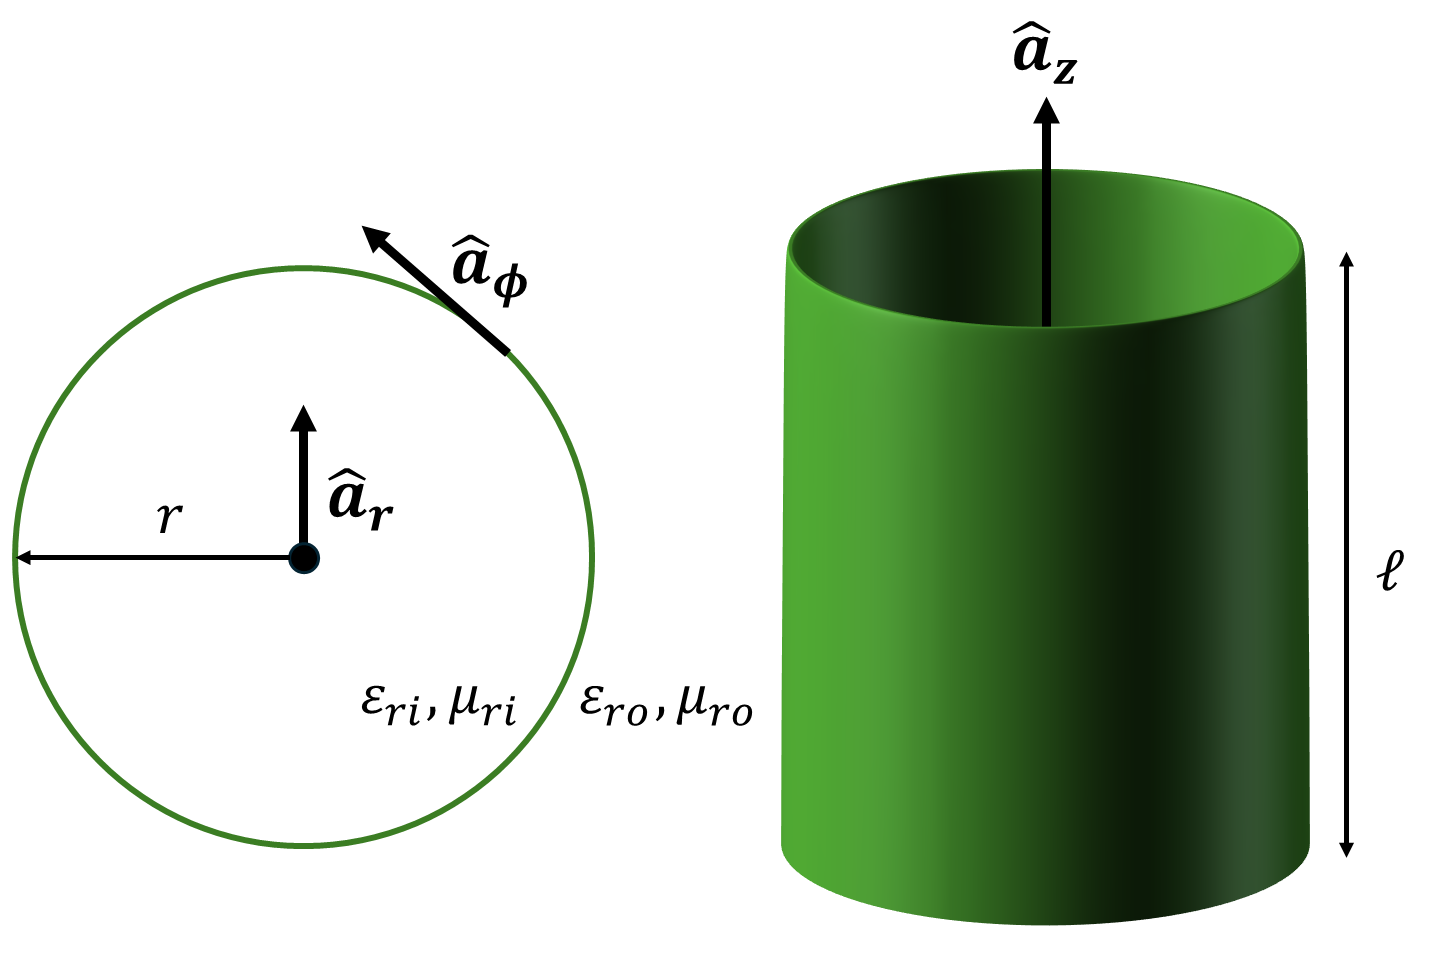 â_z
â_ϕ
r
â_r
ℓ
ε_ri, μ_ri
ε_ro, μ_ro